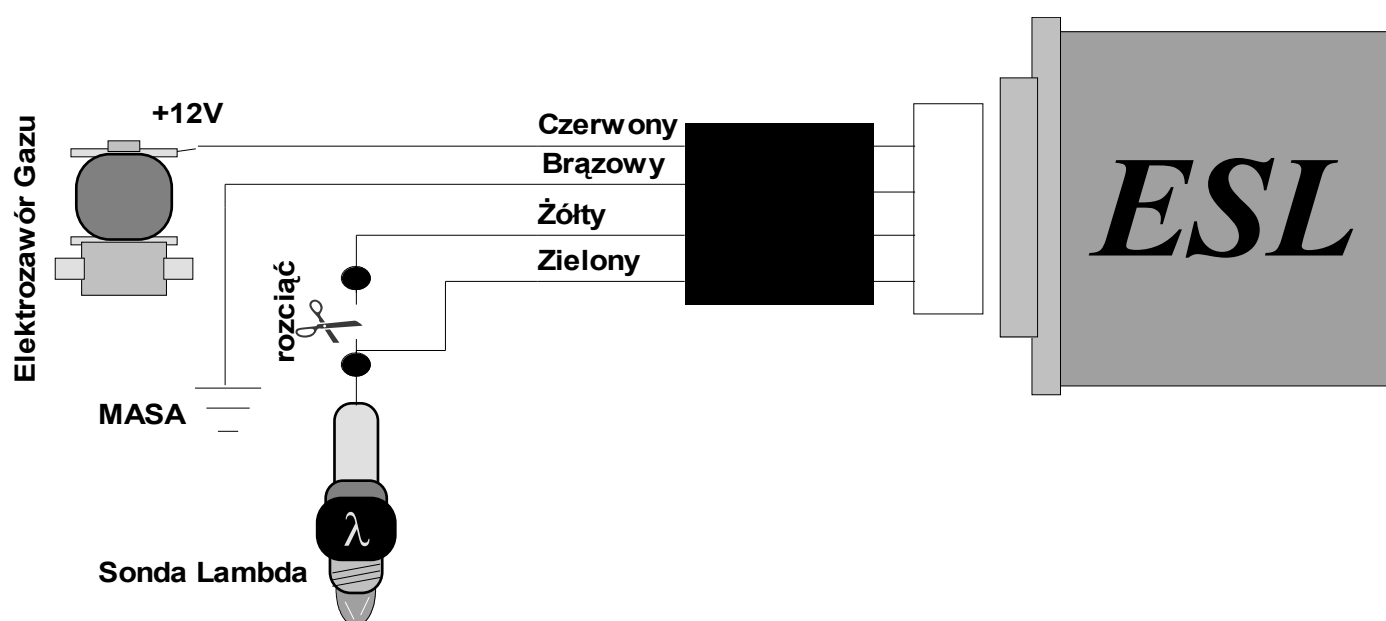 +12V
Elektrozawór Gazu
Czerwony
Brązowy
Żółty
Zielony
rozciąć
MASA
λ
Sonda Lambda
ESL